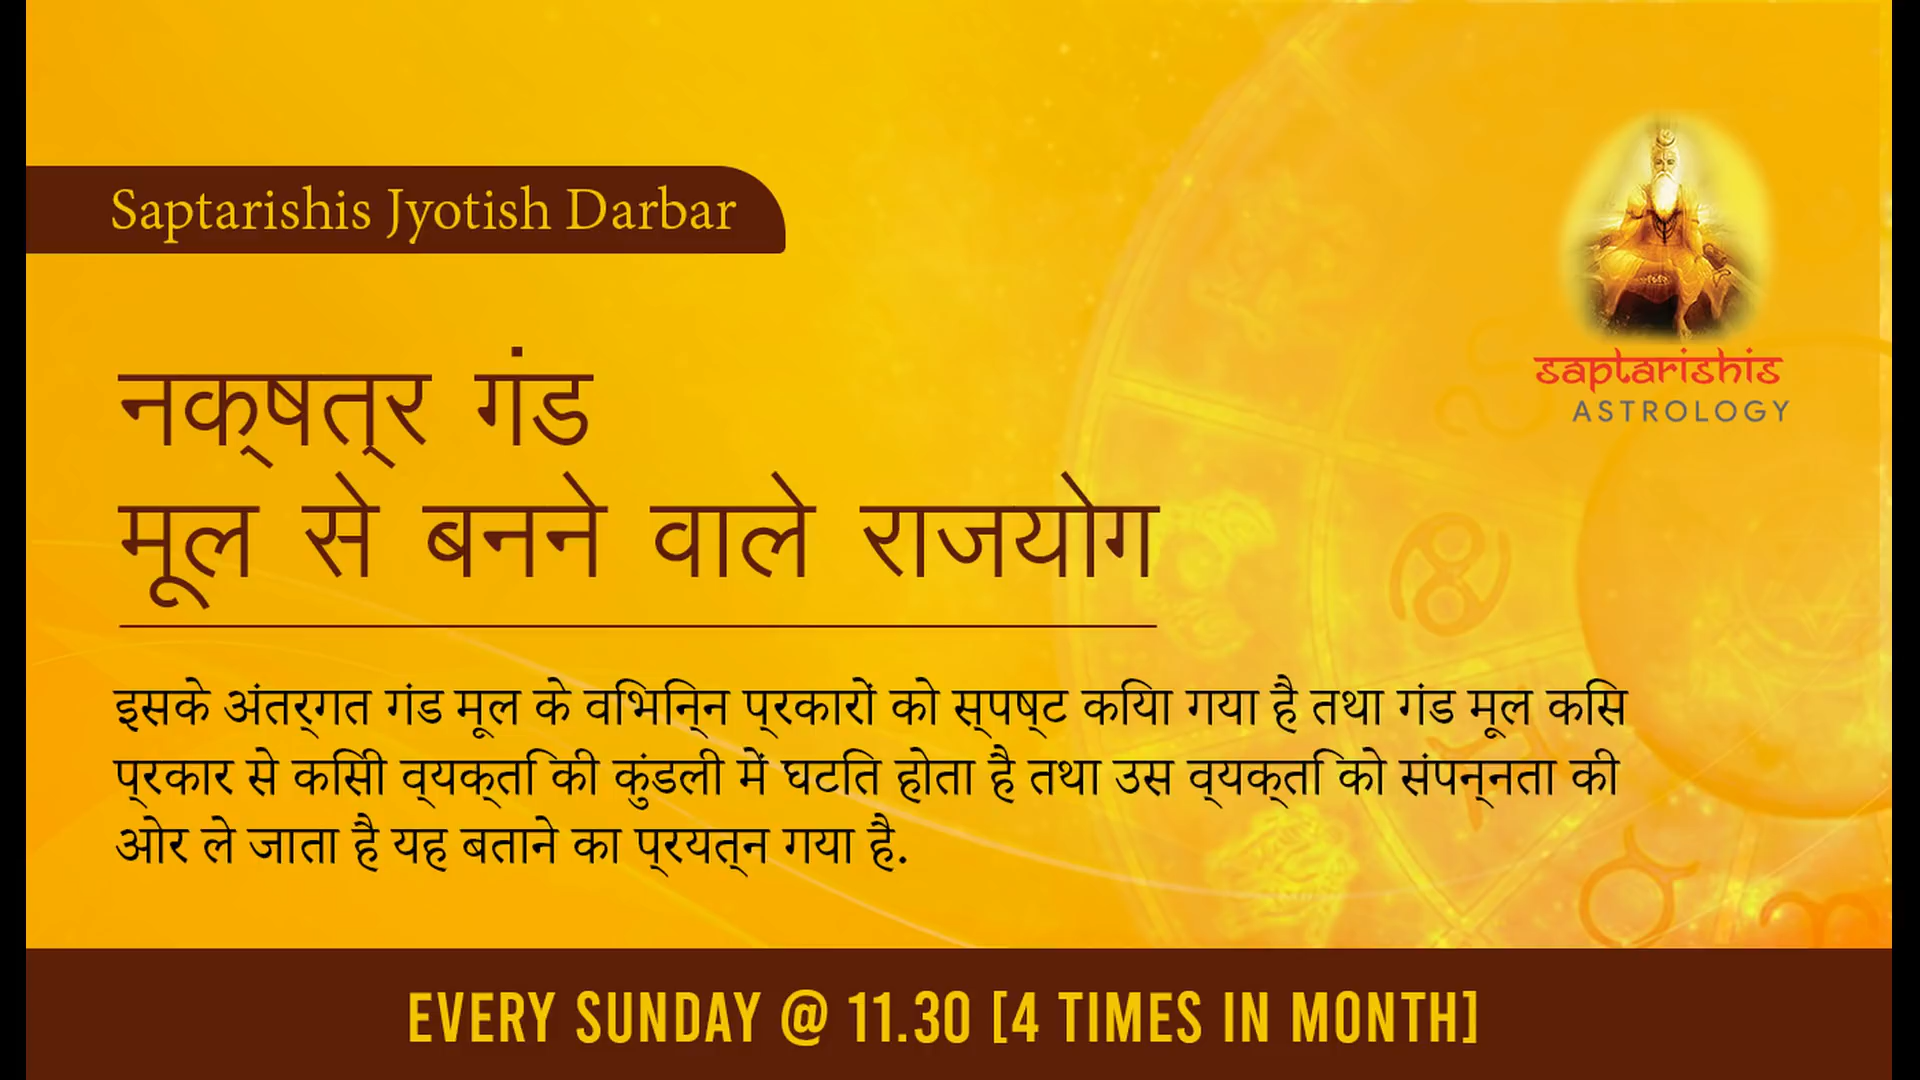 Saptarishis Jyotish Darbar
saptarishis
ASTROLOGY
नक्षत्र गंड
मूल से बनने वाले राजयोग
इसके अंतर्गत गंड मूल के विभिन्न प्रकारों को स्पष्ट किया गया है तथा गंड मूल किस
प्रकार से किसी व्यक्ति की कुंडली में घटित होता है तथा उस व्यक्ति को संपन्नता की
ओर ले जाता है यह बताने का प्रयत्न गया है.
EVERY SUNDAY @ 11.30 [4 TIMES IN MONTH]